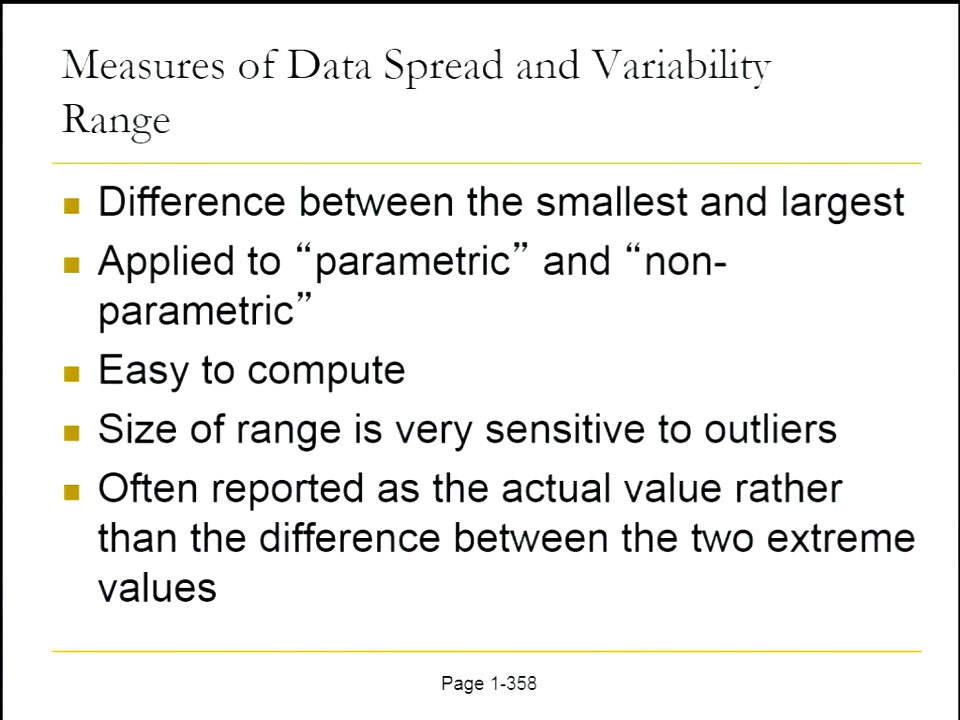 Measures of Data Spread and Variability
Range
Difference between the smallest and largest
Applied to “parametric” and “non-
parametric”
Easy to compute
Size of range is very sensitive to outliers
Often reported as the actual value rather
than the difference between the two extreme
values
Page 1-358